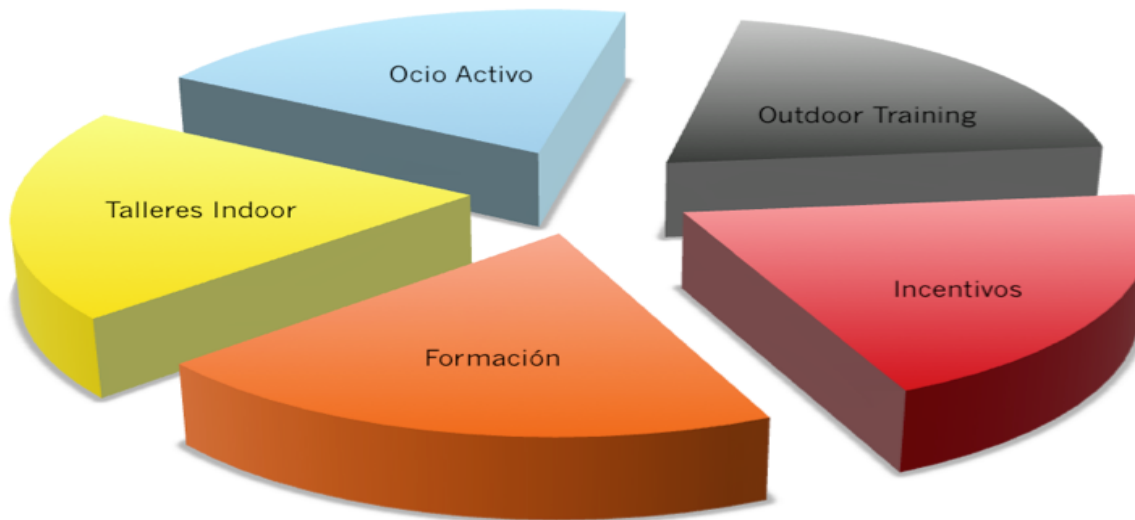 Ocio Activo
Outdoor Training
Talleres Indoor
Incentivos
Formación